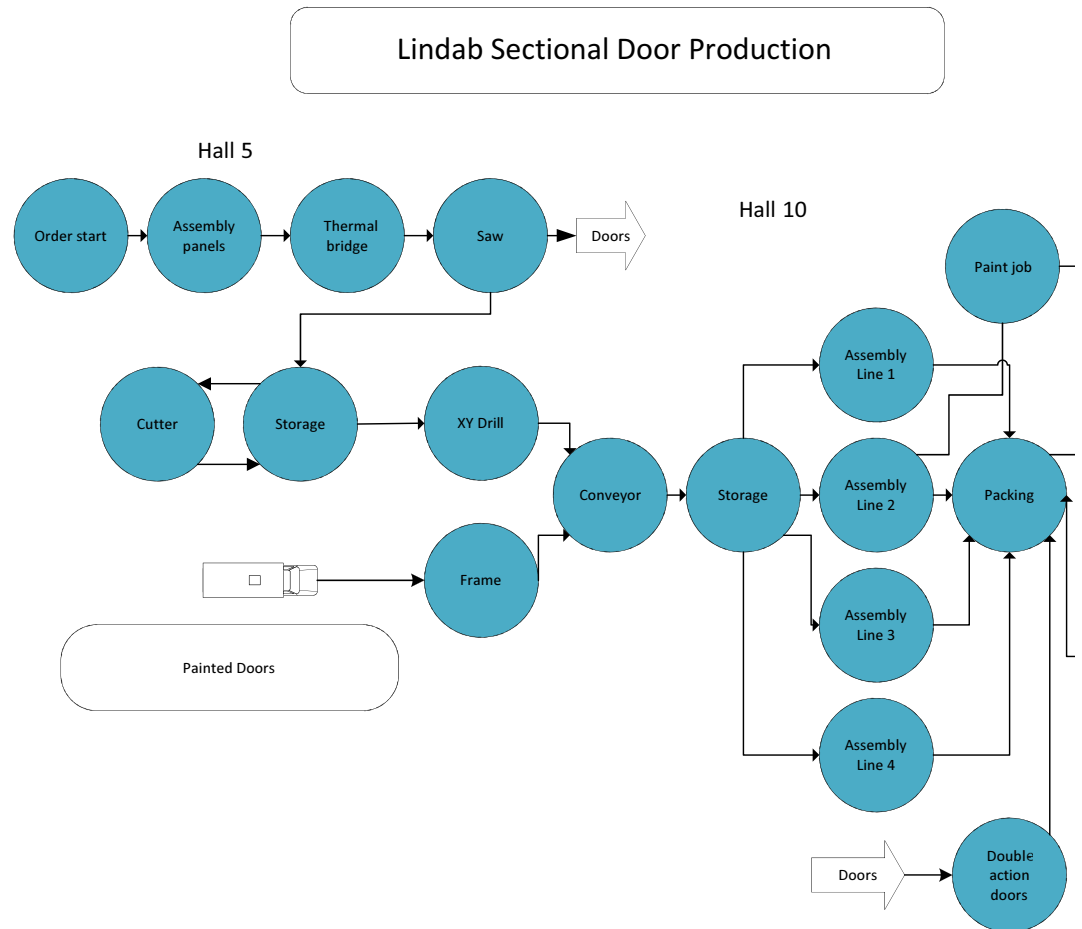 Lindab Sectional Door Production
Hall 5
Hall 10
Order start
Assembly
panels
Thermal
bridge
Saw
Doors
Paint job
Assembly
Line 1
Cutter
Storage
XY Drill
Conveyor
Storage
Assembly
Line 2
Packing
Frame
Assembly
Line 3
Painted Doors
Assembly
Line 4
Doors
Double
action
doors